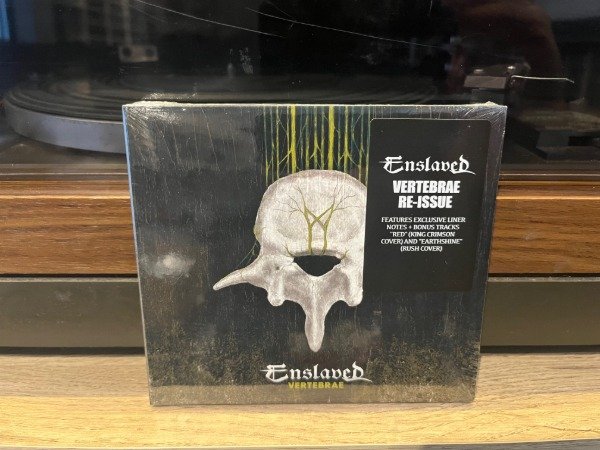 Enslaved
VERTEBRAE
RE-ISSUE
FEATURES EXCLUSIVE LINER
NOTES + BONUS TRACKS
"RED" (KING CRIMSON
COVER) AND "EARTHSHINE"
(RUSH COVER)
Enslaved
VERTEBRAE